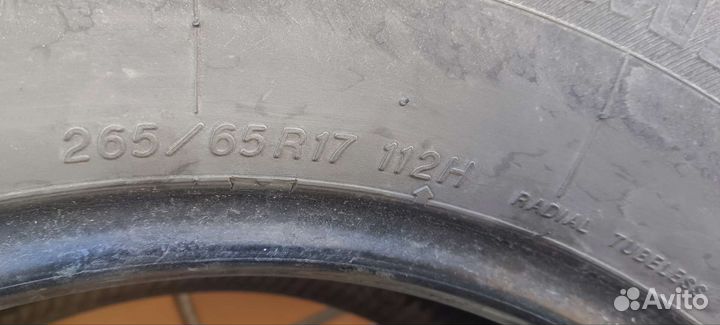 265/65R17 112H
RADIAL TUBELESS
Avito